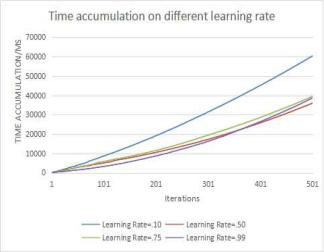 Time accumulation on different learning rate
TIME ACCUMULATION/MS
70000
60000
50000
40000
30000
20000
10000
0
1 101 201 301 401 501
Iterations
Learning Rate=.10 Learning Rate=.50
Learning Rate=.75 Learning Rate=.99